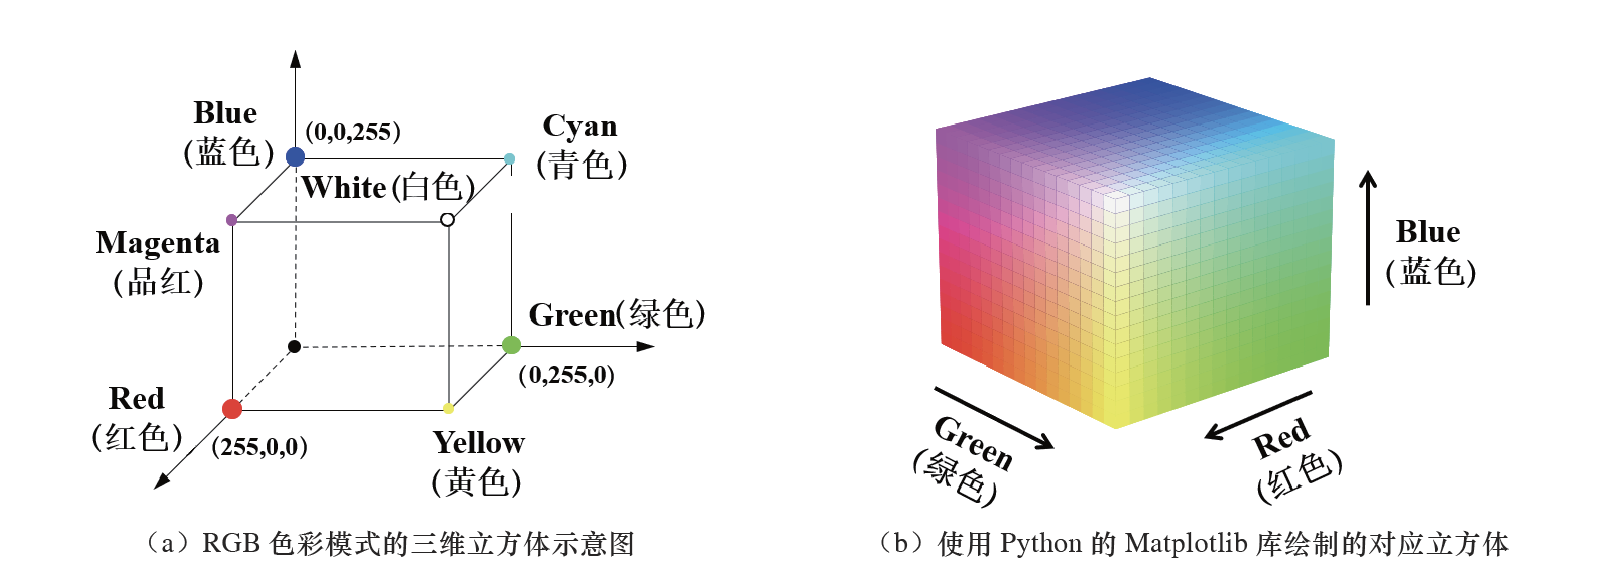 Blue
(蓝色)
(0,0,255)
Cyan
(青色)
White(白色)
Magenta
(品红)
Green(绿色)
(0,255,0)
Red
(红色)
(255,0,0)
Yellow
(黄色)
（a）RGB 色彩模式的三维立方体示意图
Blue
(蓝色)
Green
(绿色)
Red
(红色)
（b）使用 Python 的 Matplotlib 库绘制的对应立方体